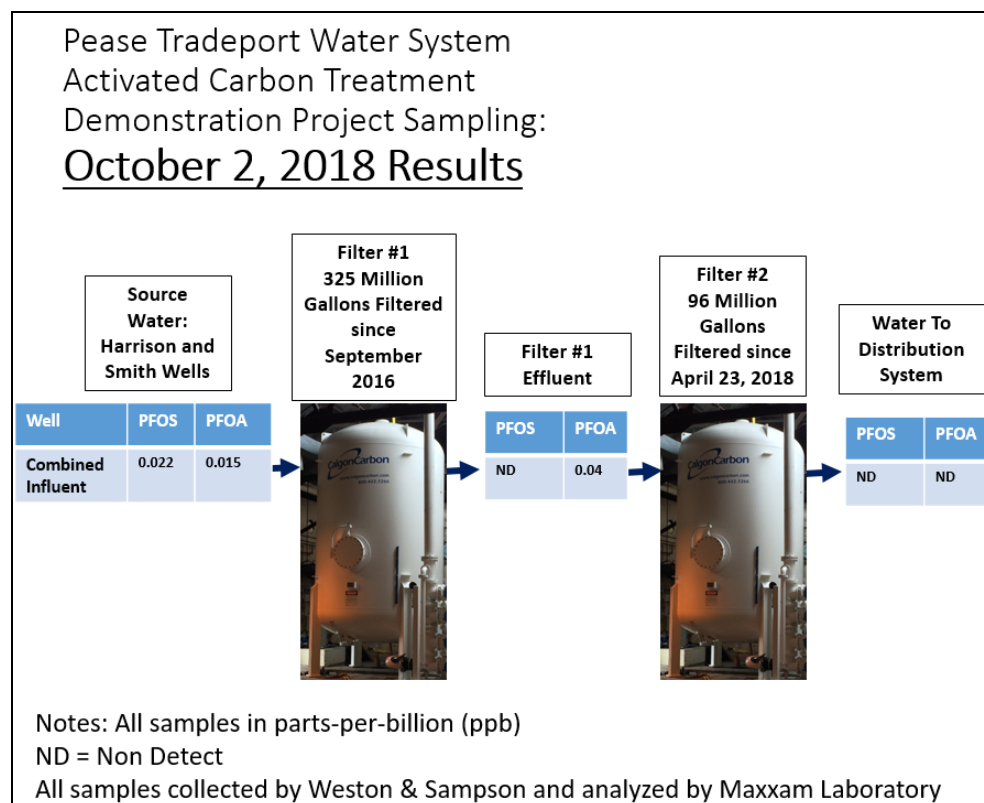 Pease Tradeport Water System
Activated Carbon Treatment
Demonstration Project Sampling:
October 2, 2018 Results
Source
Water:
Harrison and
Smith Wells
Filter #1
325 Million
Gallons Filtered
since
September
2016
Filter #1
Effluent
Filter #2
96 Million
Gallons
Filtered since
April 23, 2018
Water To
Distribution
System
Well PFOS PFOA
Combined
Influent 0.022 0.015
CalgonCarbon
PFOS PFOA
ND 0.04
CalgonCarbon
PFOS PFOA
ND ND
Notes: All samples in parts-per-billion (ppb)
ND = Non Detect
All samples collected by Weston & Sampson and analyzed by Maxxam Laboratory